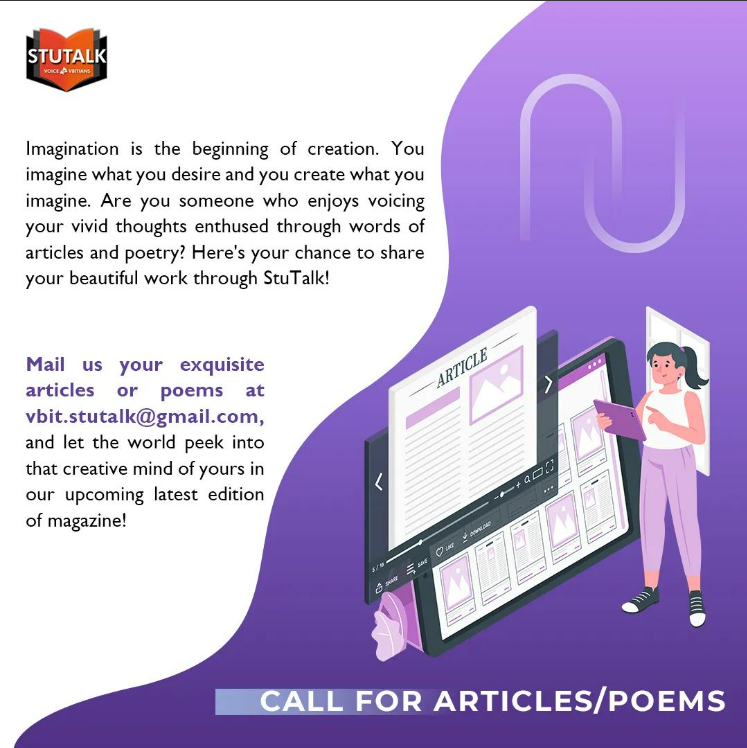 STUTALK
VOICE OF VBITIANS
Imagination is the beginning of creation. You
imagine what you desire and you create what you
imagine. Are you someone who enjoys voicing
your vivid thoughts enthused through words of
articles and poetry? Here's your chance to share
your beautiful work through StuTalk!
Mail us your exquisite
articles or poems at
vbit.stutalk@gmail.com,
and let the world peek into
that creative mind of yours in
our upcoming latest edition
of magazine!
ARTICLE
LIKE
DOWNLOAD
SHARE
SAVE
CALL FOR ARTICLES/POEMS